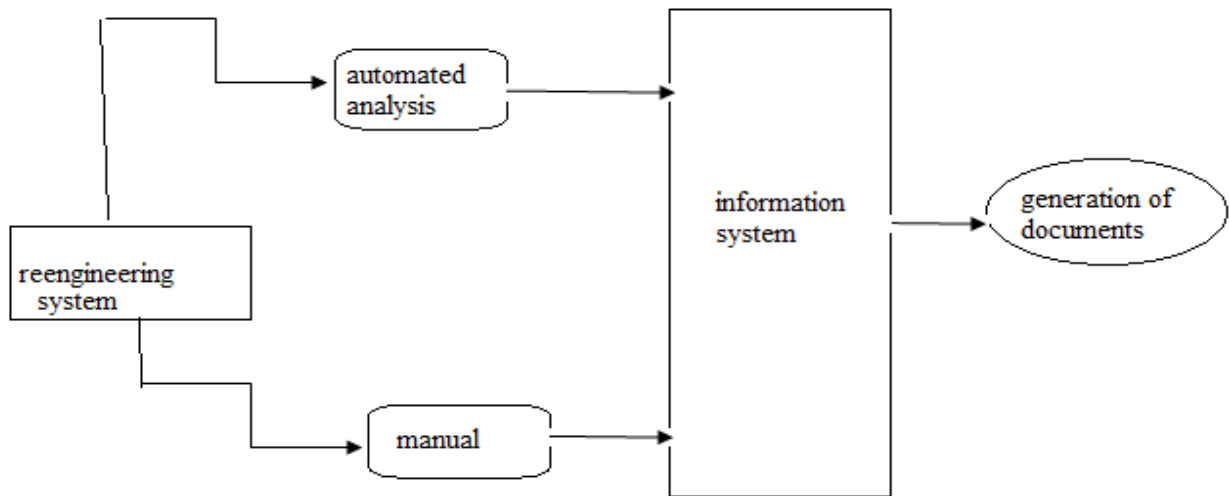 automated
analysis
reengineering
system
information
system
generation of
documents
manual